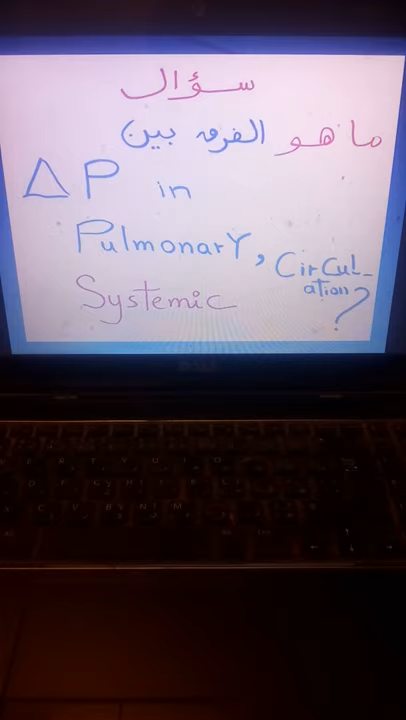 سؤال
ما هو الفرق بين
ΔP in
Pulmonary, Circul-
ation?
Systemic